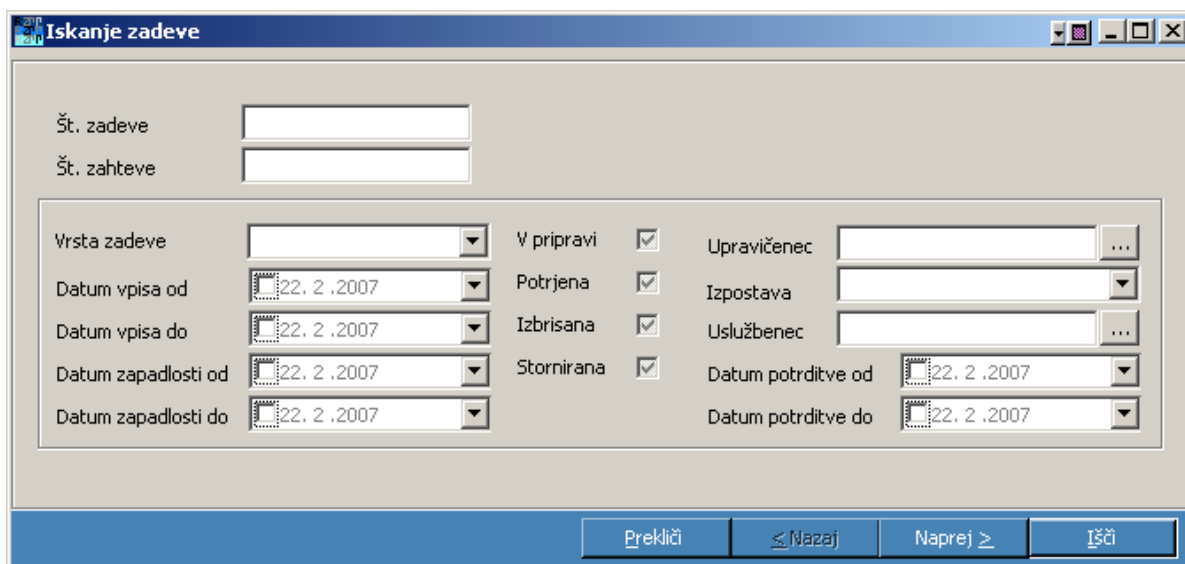 Iskanje zadeve
Št. zadeve
Št. zahteve
Vrsta zadeve
V pripravi
Upravičenec
...
Datum vpisa od
22. 2 .2007
Potrjena
Izpostava
Datum vpisa do
22. 2 .2007
Izbrisana
Uslužbenec
...
Datum zapadlosti od
22. 2 .2007
Stornirana
Datum potrditve od
22. 2 .2007
Datum zapadlosti do
22. 2 .2007
Datum potrditve do
22. 2 .2007
Prekliči
< Nazaj
Naprej >
Išči